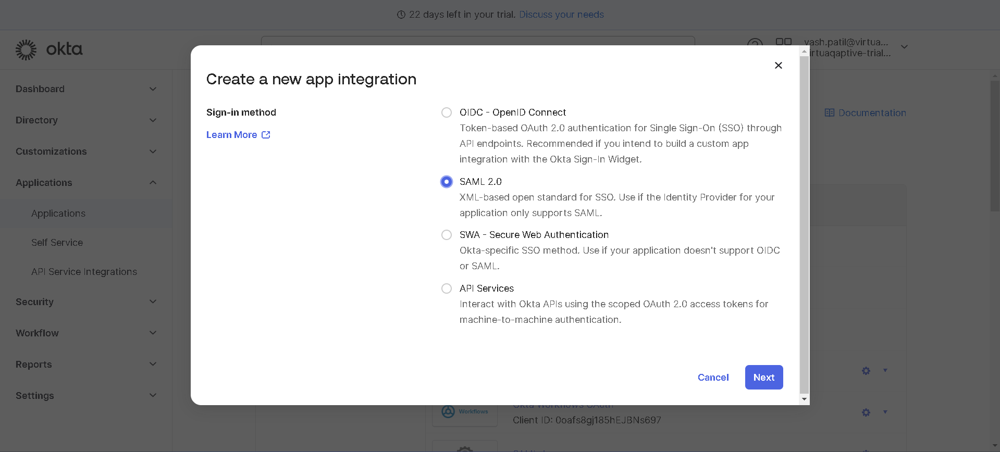 22 days left in your trial. Discuss your needs
okta
vash.patil@virtua...
virtuaqaptive-trial...
Dashboard
Directory
Customizations
Applications
Applications
Self Service
API Service Integrations
Security
Workflow
Reports
Settings
Documentation
Create a new app integration
Sign-in method
Learn More
OIDC - OpenID Connect
Token-based OAuth 2.0 authentication for Single Sign-On (SSO) through
API endpoints. Recommended if you intend to build a custom app
integration with the Okta Sign-In Widget.
SAML 2.0
XML-based open standard for SSO. Use if the Identity Provider for your
application only supports SAML.
SWA - Secure Web Authentication
Okta-specific SSO method. Use if your application doesn't support OIDC
or SAML.
API Services
Interact with Okta APIs using the scoped OAuth 2.0 access tokens for
machine-to-machine authentication.
Cancel
Next
Okta Workflows OAuth
Workflows
Client ID: 0oafs8gj185hEJBNs697